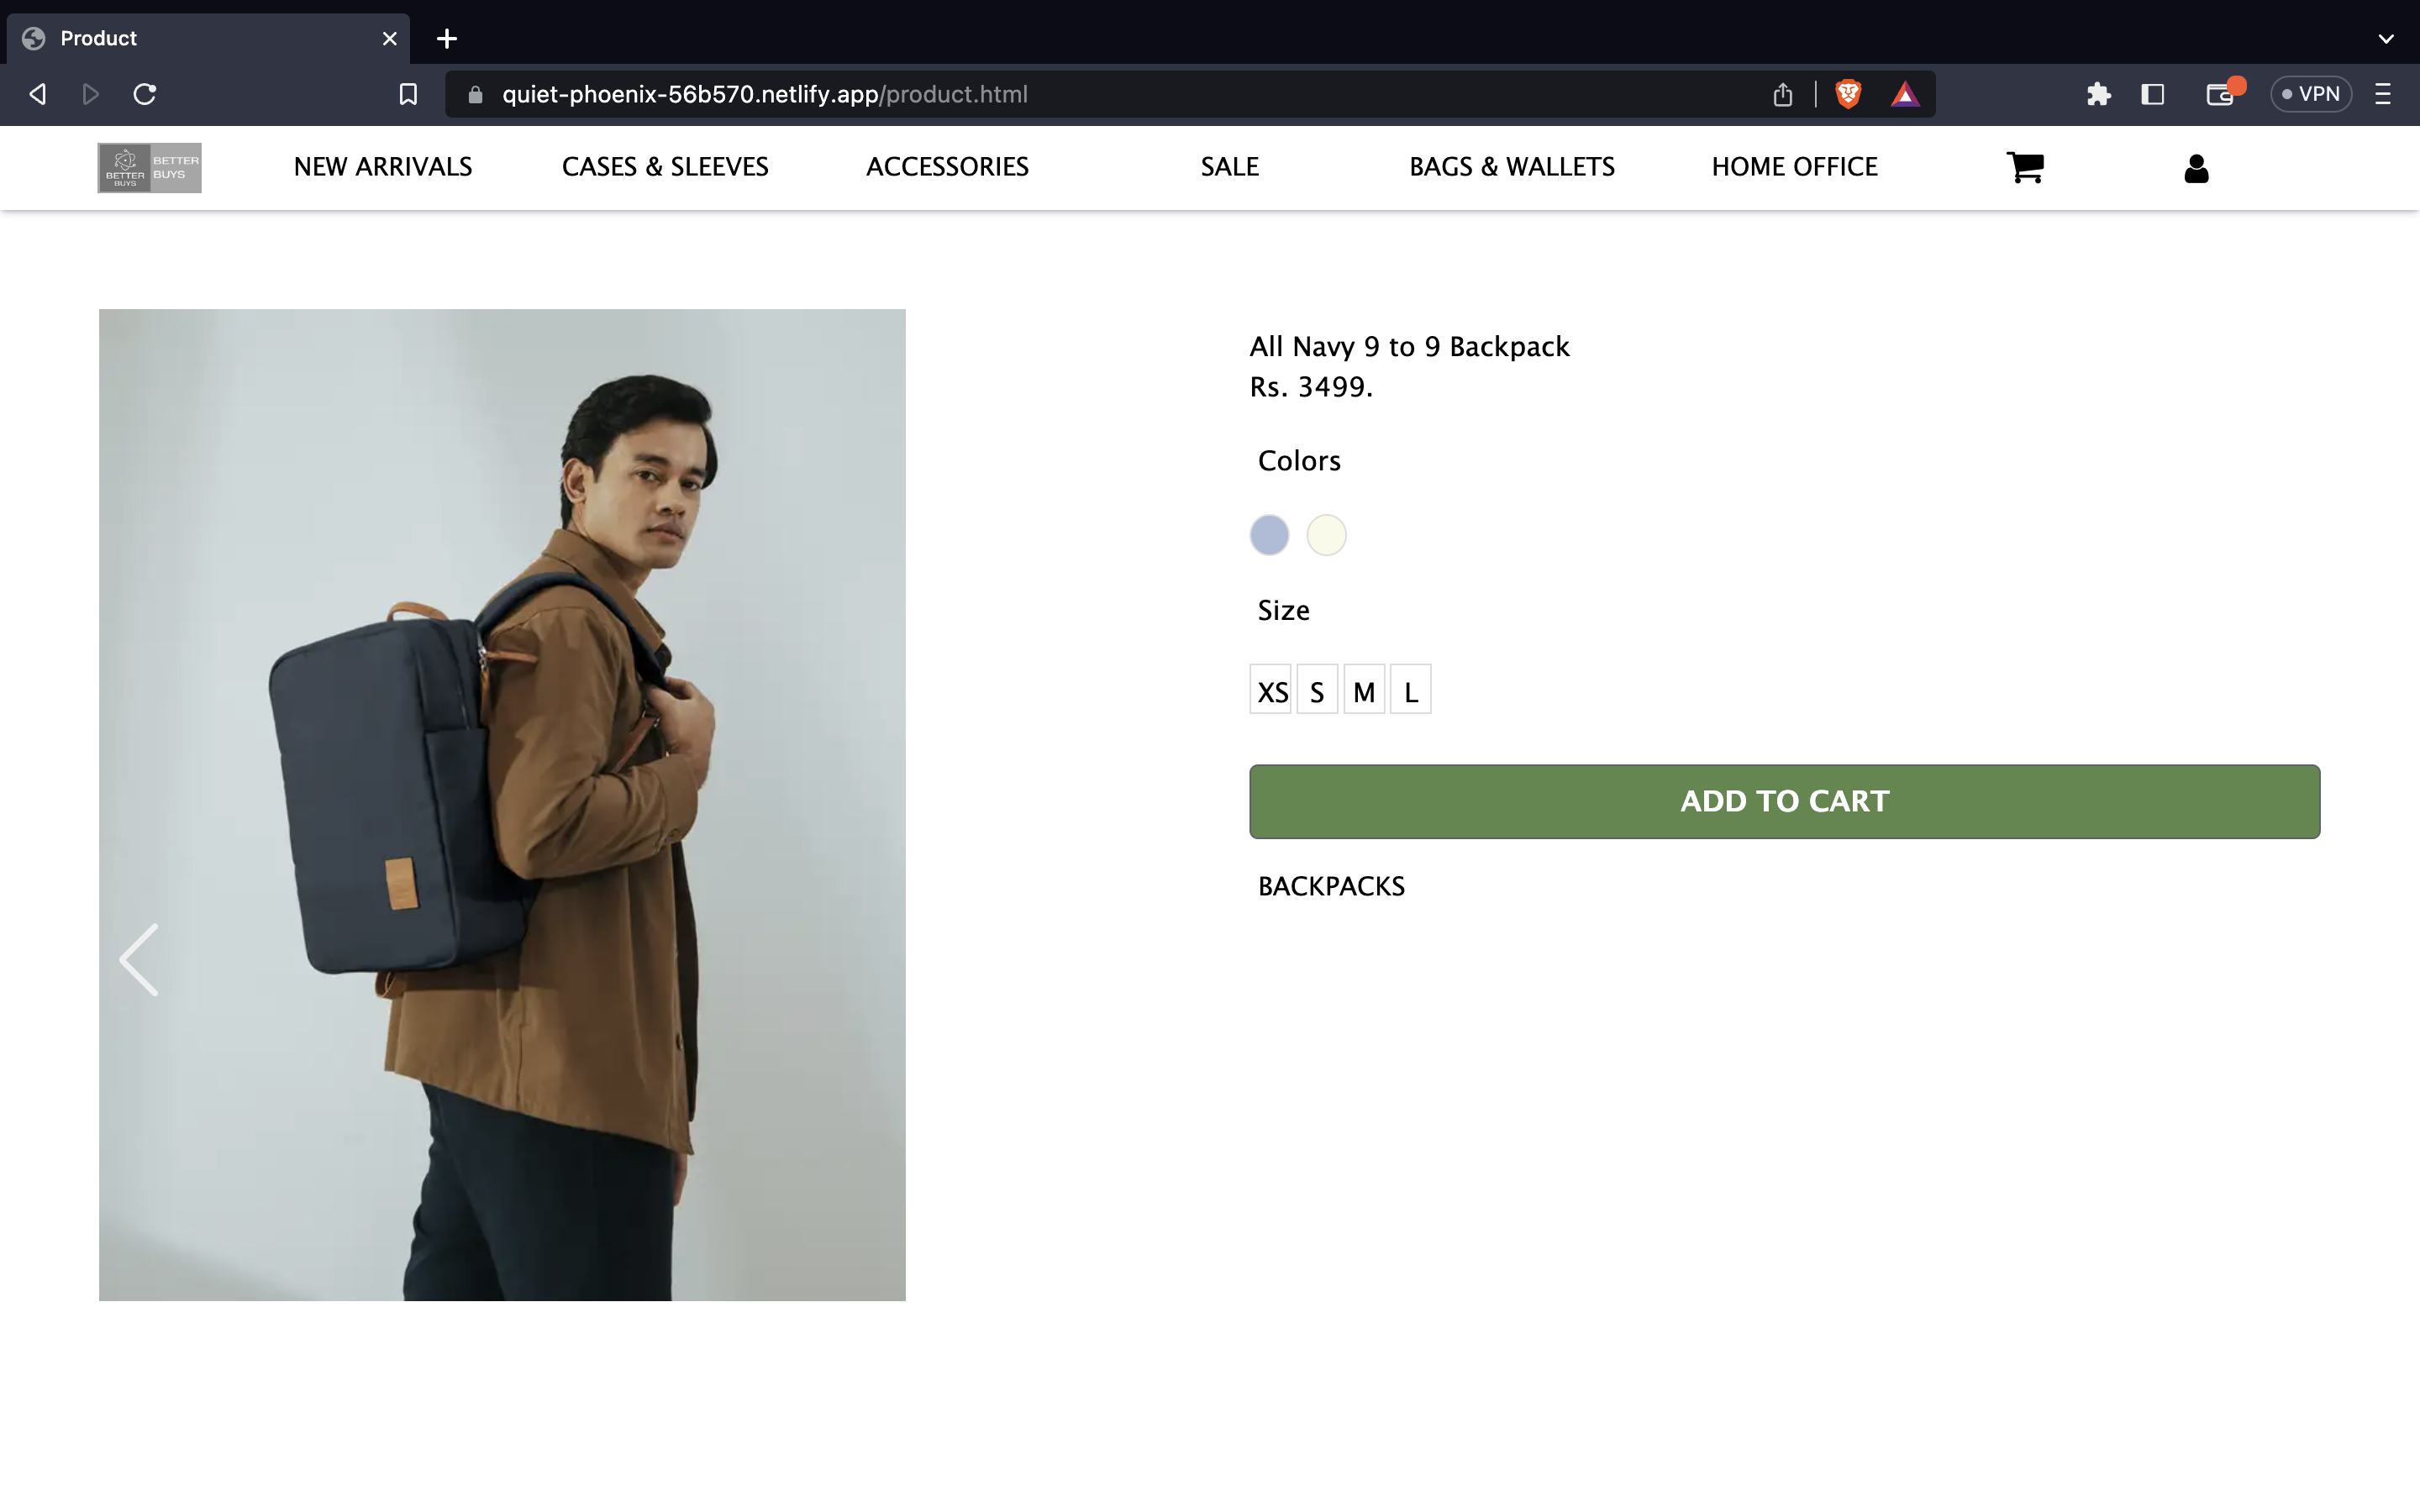 Product
quiet-phoenix-56b570.netlify.app/product.html
VPN
BETTER BUYS
BETTER
BUYS
NEW ARRIVALS
CASES & SLEEVES
ACCESSORIES
SALE
BAGS & WALLETS
HOME OFFICE
All Navy 9 to 9 Backpack
Rs. 3499.
Colors
Size
XS S M L
ADD TO CART
BACKPACKS